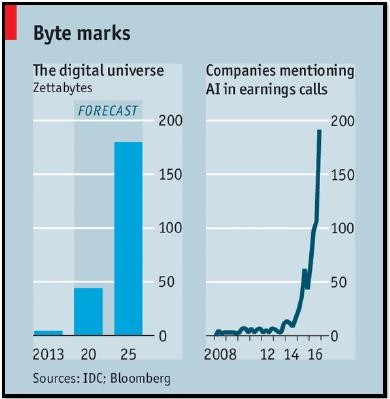 Byte marks
The digital universe
Zettabytes
FORECAST
200
150
100
50
0
2013 20 25
Companies mentioning
AI in earnings calls
200
150
100
50
0
2008 12 14 16
Sources: IDC; Bloomberg